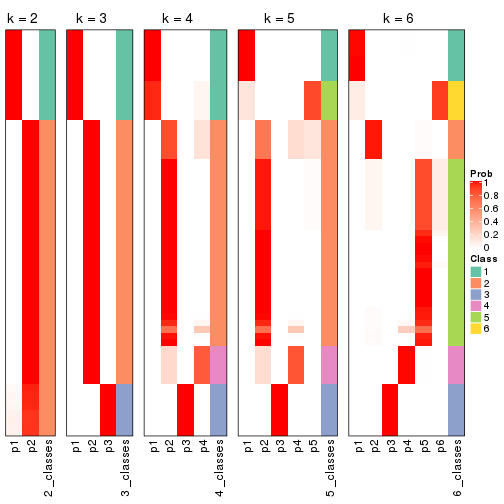 k = 2
k = 3
k = 4
k = 5
k = 6
p1
p2
2_classes
p1
p2
p3
3_classes
p1
p2
p3
p4
4_classes
p1
p2
p3
p4
p5
5_classes
p1
p2
p3
p4
p5
p6
6_classes
Prob
1
0.8
0.6
0.4
0.2
0
Class
1
2
3
4
5
6